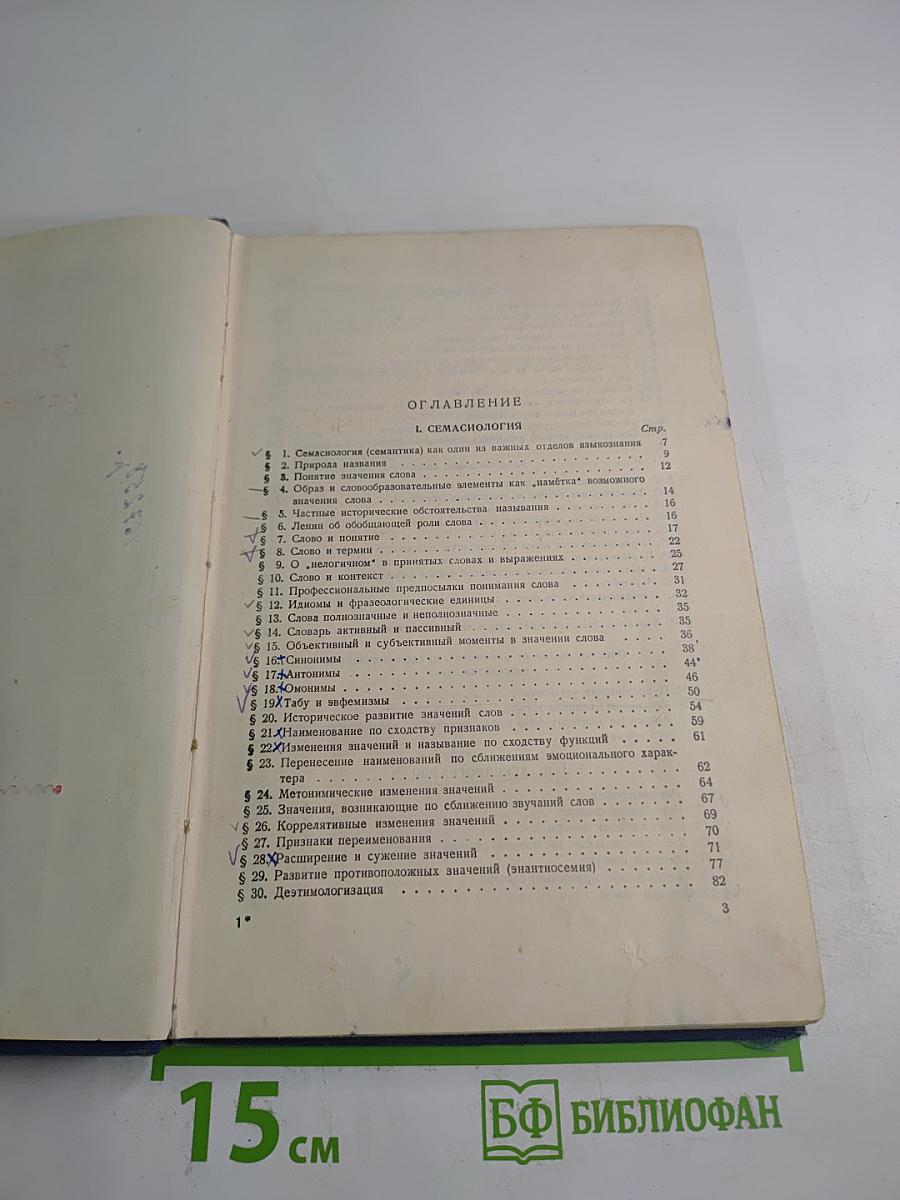 ОГЛАВЛЕНИЕ
I. СЕМАСИОЛОГИЯ
Стр.
§ 1. Семасиология (семантика) как один из важных отделов языкознания 7
§ 2. Природа названия . . . . . . . . . . 9
§ 3. Понятие значения слова . . . . . . . . . . 12
§ 4. Образ и словообразовательные элементы как „намётка“ возможного
значения слова . . . . . . . . . . 14
§ 5. Частные исторические обстоятельства называния . . . . . . . . . . 16
§ 6. Ленин об обобщающей роли слова . . . . . . . . . . 16
§ 7. Слово и понятие . . . . . . . . . . 17
§ 8. Слово и термин . . . . . . . . . . 22
§ 9. О „нелогичном“ в принятых словах и выражениях . . . . . . . . 25
§ 10. Слово и контекст . . . . . . . . . . 27
§ 11. Профессиональные предпосылки понимания слова . . . . . . . . 31
§ 12. Идиомы и фразеологические единицы . . . . . . . . . . 32
§ 13. Слова полнозначные и неполнозначные . . . . . . . . . . 35
§ 14. Словарь активный и пассивный . . . . . . . . . . 35
§ 15. Объективный и субъективный моменты в значении слова . . . . 36
§ 16. Синонимы . . . . . . . . . . 38
§ 17. Антонимы . . . . . . . . . . 44
§ 18. Омонимы . . . . . . . . . . 46
§ 19. Табу и эвфемизмы . . . . . . . . . . 50
§ 20. Историческое развитие значений слов . . . . . . . . . . 54
§ 21. Наименование по сходству признаков . . . . . . . . . . 59
§ 22. Изменения значений и называние по сходству функций . . . . . 61
§ 23. Перенесение наименований по сближениям эмоционального харак-
тера . . . . . . . . . . 62
§ 24. Метонимические изменения значений . . . . . . . . . . 64
§ 25. Значения, возникающие по сближению звучаний слов . . . . . . . 67
§ 26. Коррелятивные изменения значений . . . . . . . . . . 69
§ 27. Признаки переименования . . . . . . . . . . 70
§ 28. Расширение и сужение значений . . . . . . . . . . 71
§ 29. Развитие противоположных значений (энантиосемия) . . . . . . . 77
§ 30. Деэтимологизация . . . . . . . . . . 82
1*
3
15 см
БФ БИБЛИОФАН